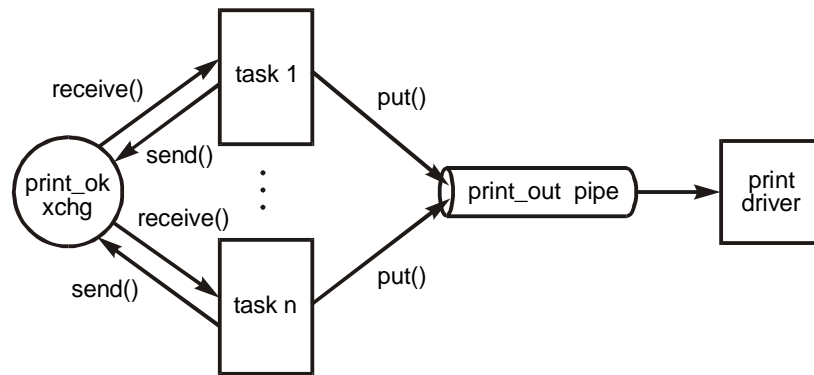 receive()
task 1
put()
send()
print_ok
xchg
receive()
print_out pipe
print
driver
send()
task n
put()